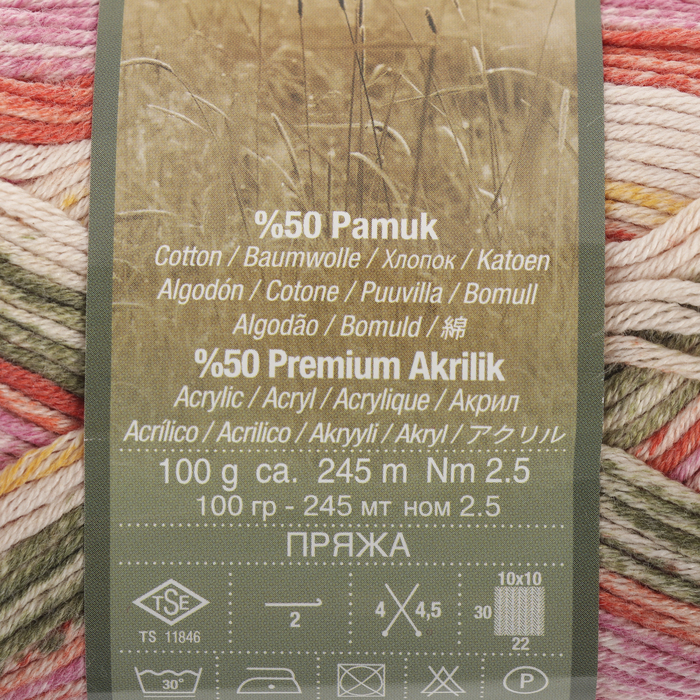 %50 Pamuk
Cotton / Baumwolle / Хлопок / Katoen
Algodón / Cotone / Puuvilla / Bomull
Algodão / Bomuld / 綿
%50 Premium Akrilik
Acrylic / Acryl / Acrylique / Акрил
Acrílico / Acrilico / Akryyli / Akryl / アクリル
100 g ca. 245 m Nm 2.5
100 гр - 245 мт ном 2.5
ПРЯЖА
TSE
TS 11846
2
4 4,5
10x10
30
22
30°
P